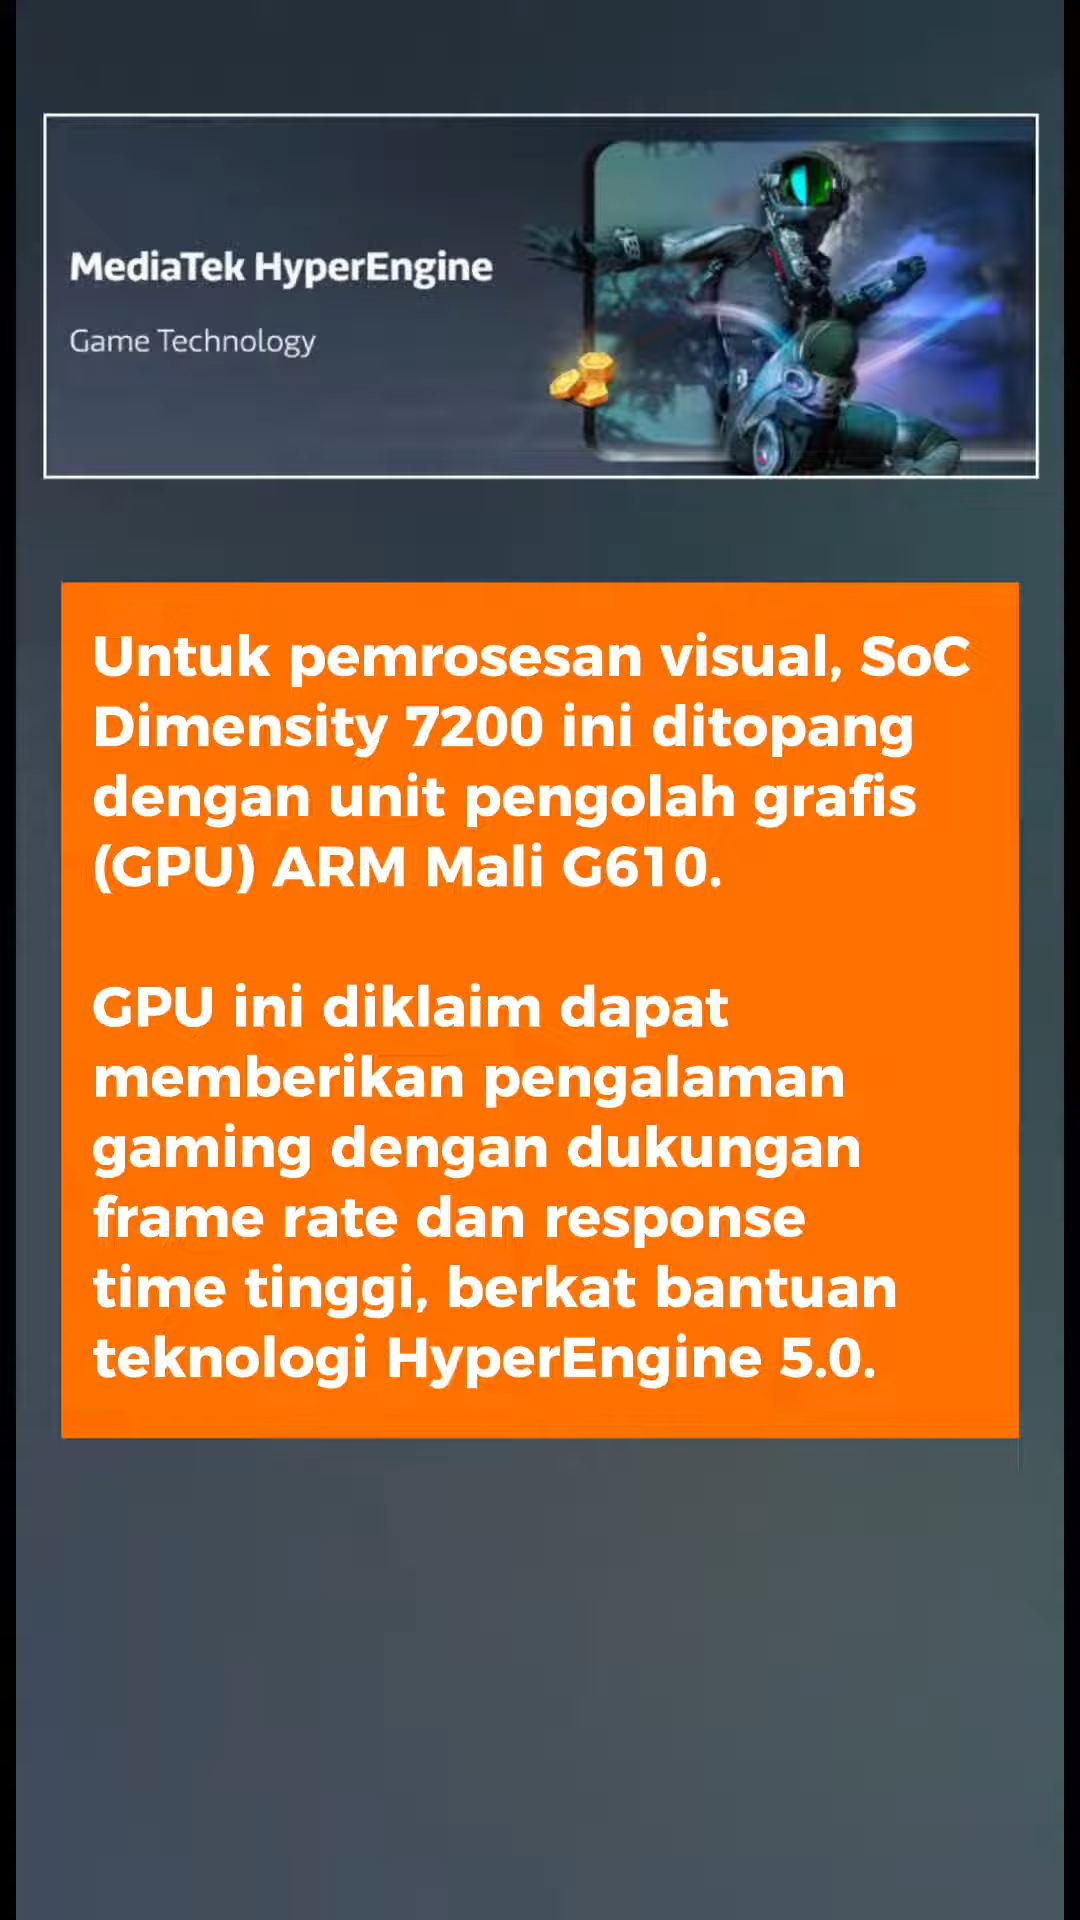 MediaTek HyperEngine
Game Technology
Untuk pemrosesan visual, SoC
Dimensity 7200 ini ditopang
dengan unit pengolah grafis
(GPU) ARM Mali G610.
GPU ini diklaim dapat
memberikan pengalaman
gaming dengan dukungan
frame rate dan response
time tinggi, berkat bantuan
teknologi HyperEngine 5.0.